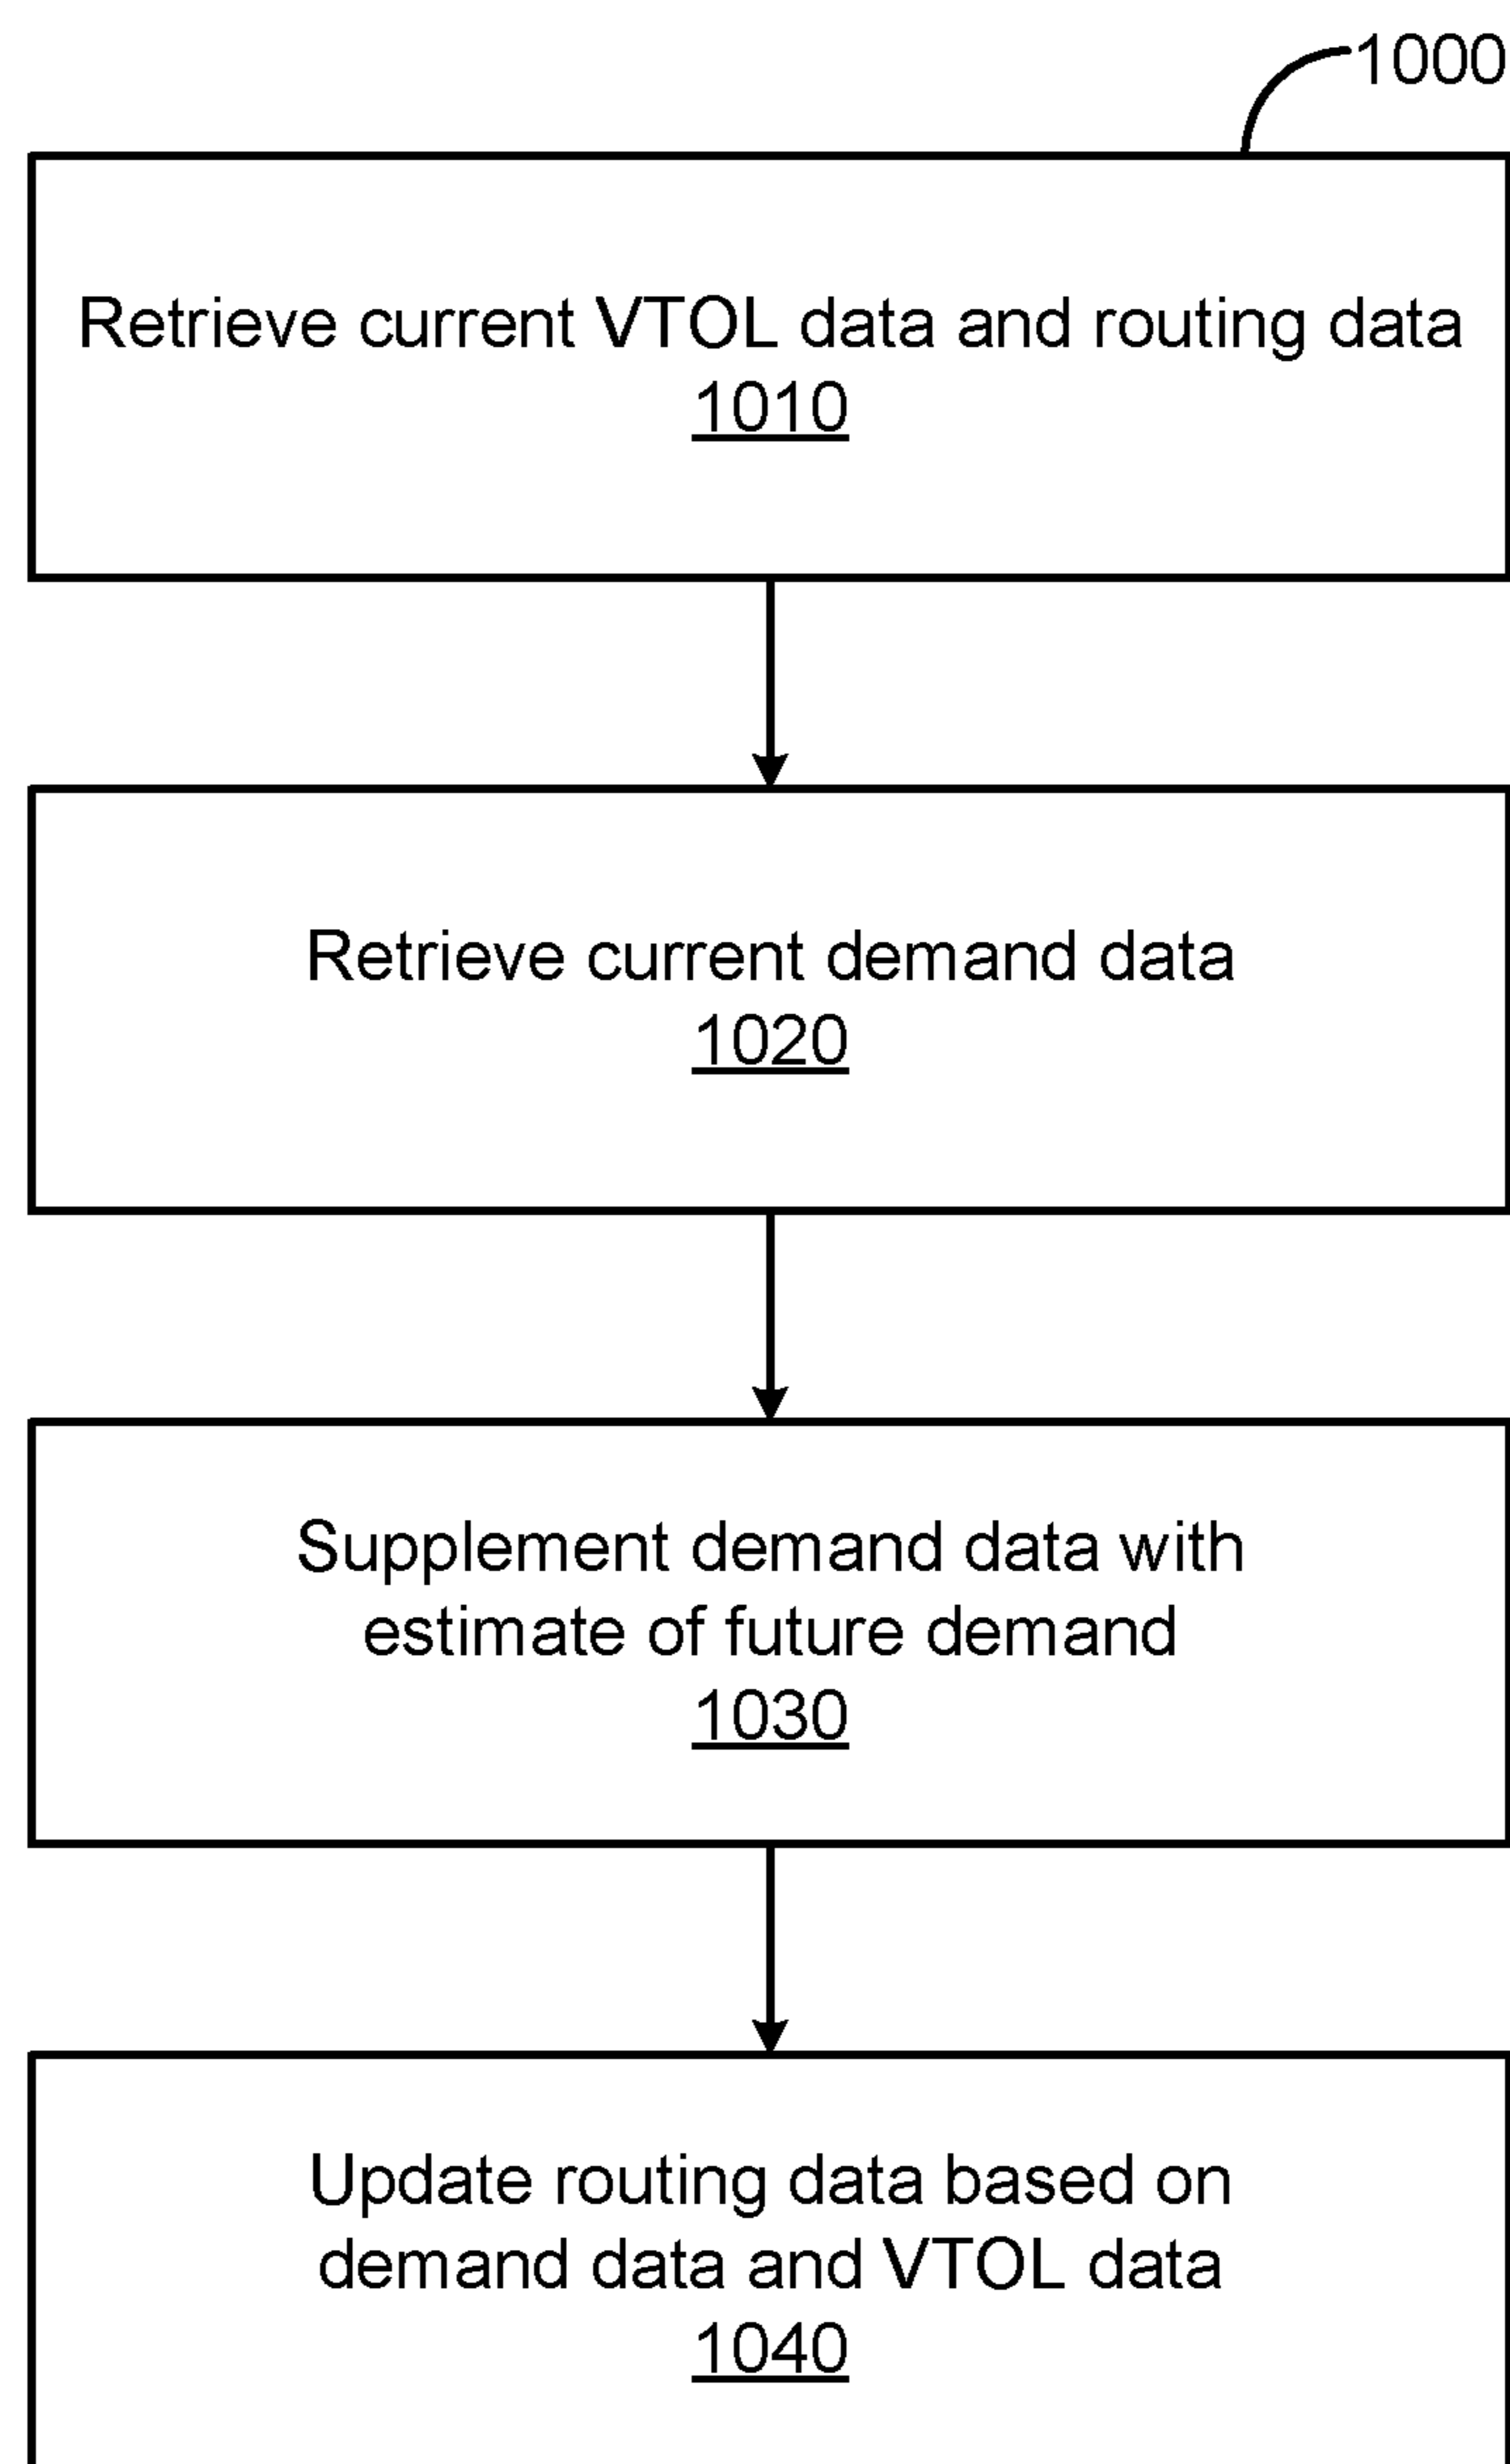 1000
Retrieve current VTOL data and routing data
1010
Retrieve current demand data
1020
Supplement demand data with
estimate of future demand
1030
Update routing data based on
demand data and VTOL data
1040